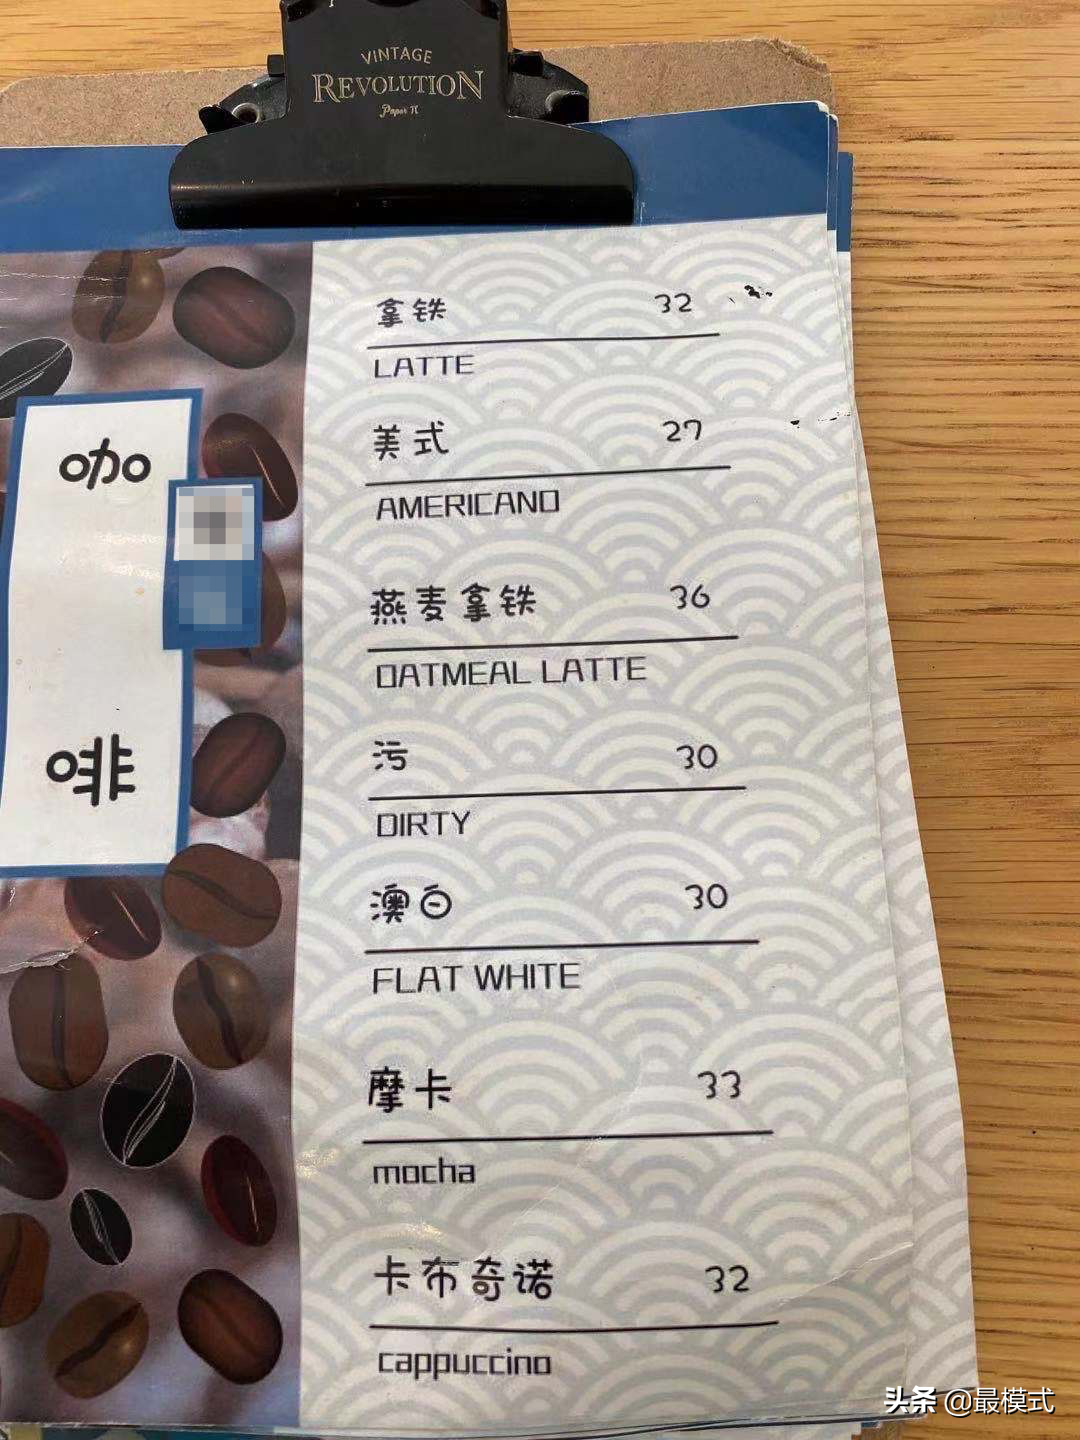 VINTAGE
REVOLUTION
Paper π
咖
啡
拿铁 32
LATTE
美式 27
AMERICANO
燕麦拿铁 36
OATMEAL LATTE
污 30
DIRTY
澳白 30
FLAT WHITE
摩卡 33
mocha
卡布奇诺 32
cappuccino
头条 @最模式